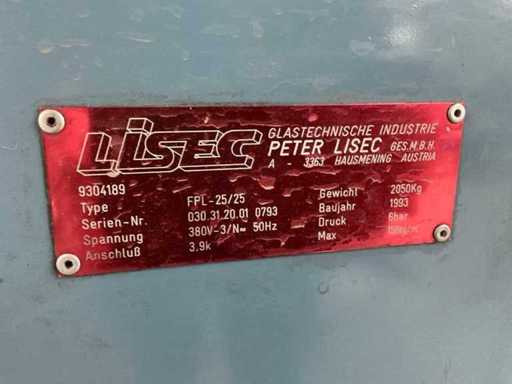 LISEC
GLASTECHNISCHE INDUSTRIE
PETER LISEC GES.M.B.H.
A - 3363 HAUSMENING AUSTRIA
9304189
Type FPL-25/25 Gewichl 2050Kg
Serien-Nr. 030.31.20.01 0793 Baujahr 1993
Spannung 380V-3/N~ 50Hz Druck 6bar
Anschluß 3.9k Max